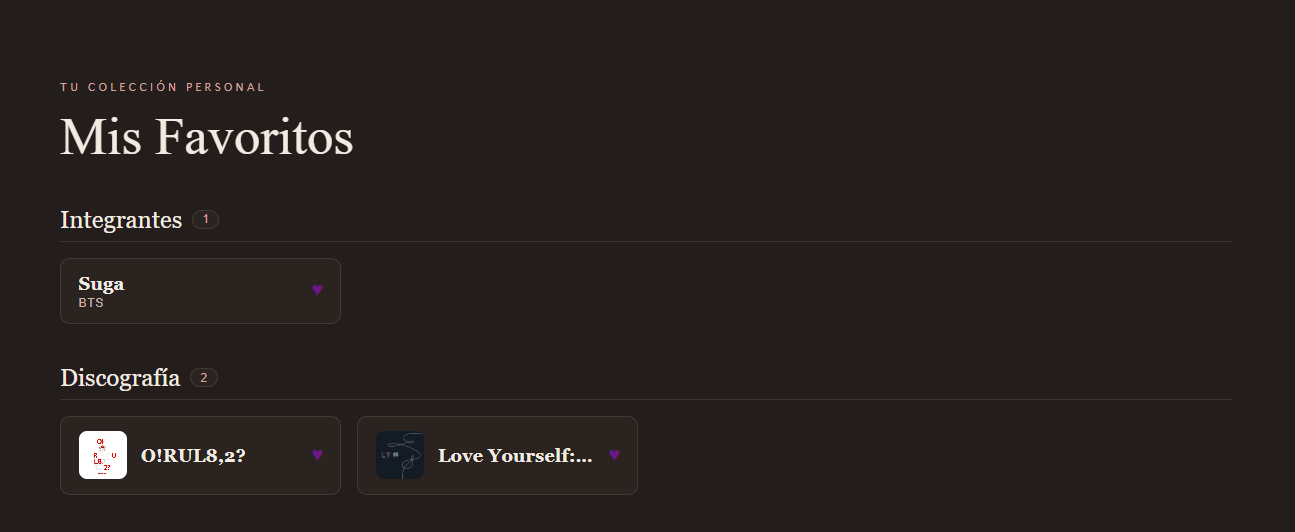 TU COLECCIÓN PERSONAL
Mis Favoritos
Integrantes 1
Suga
BTS
♥
Discografía 2
O!RUL8,2?
♥
Love Yourself:...
♥